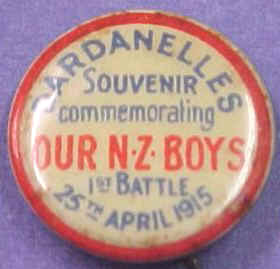 DARDANELLES
SOUVENIR
commemorating
OUR N·Z· BOYS
1ST BATTLE
25TH APRIL 1915